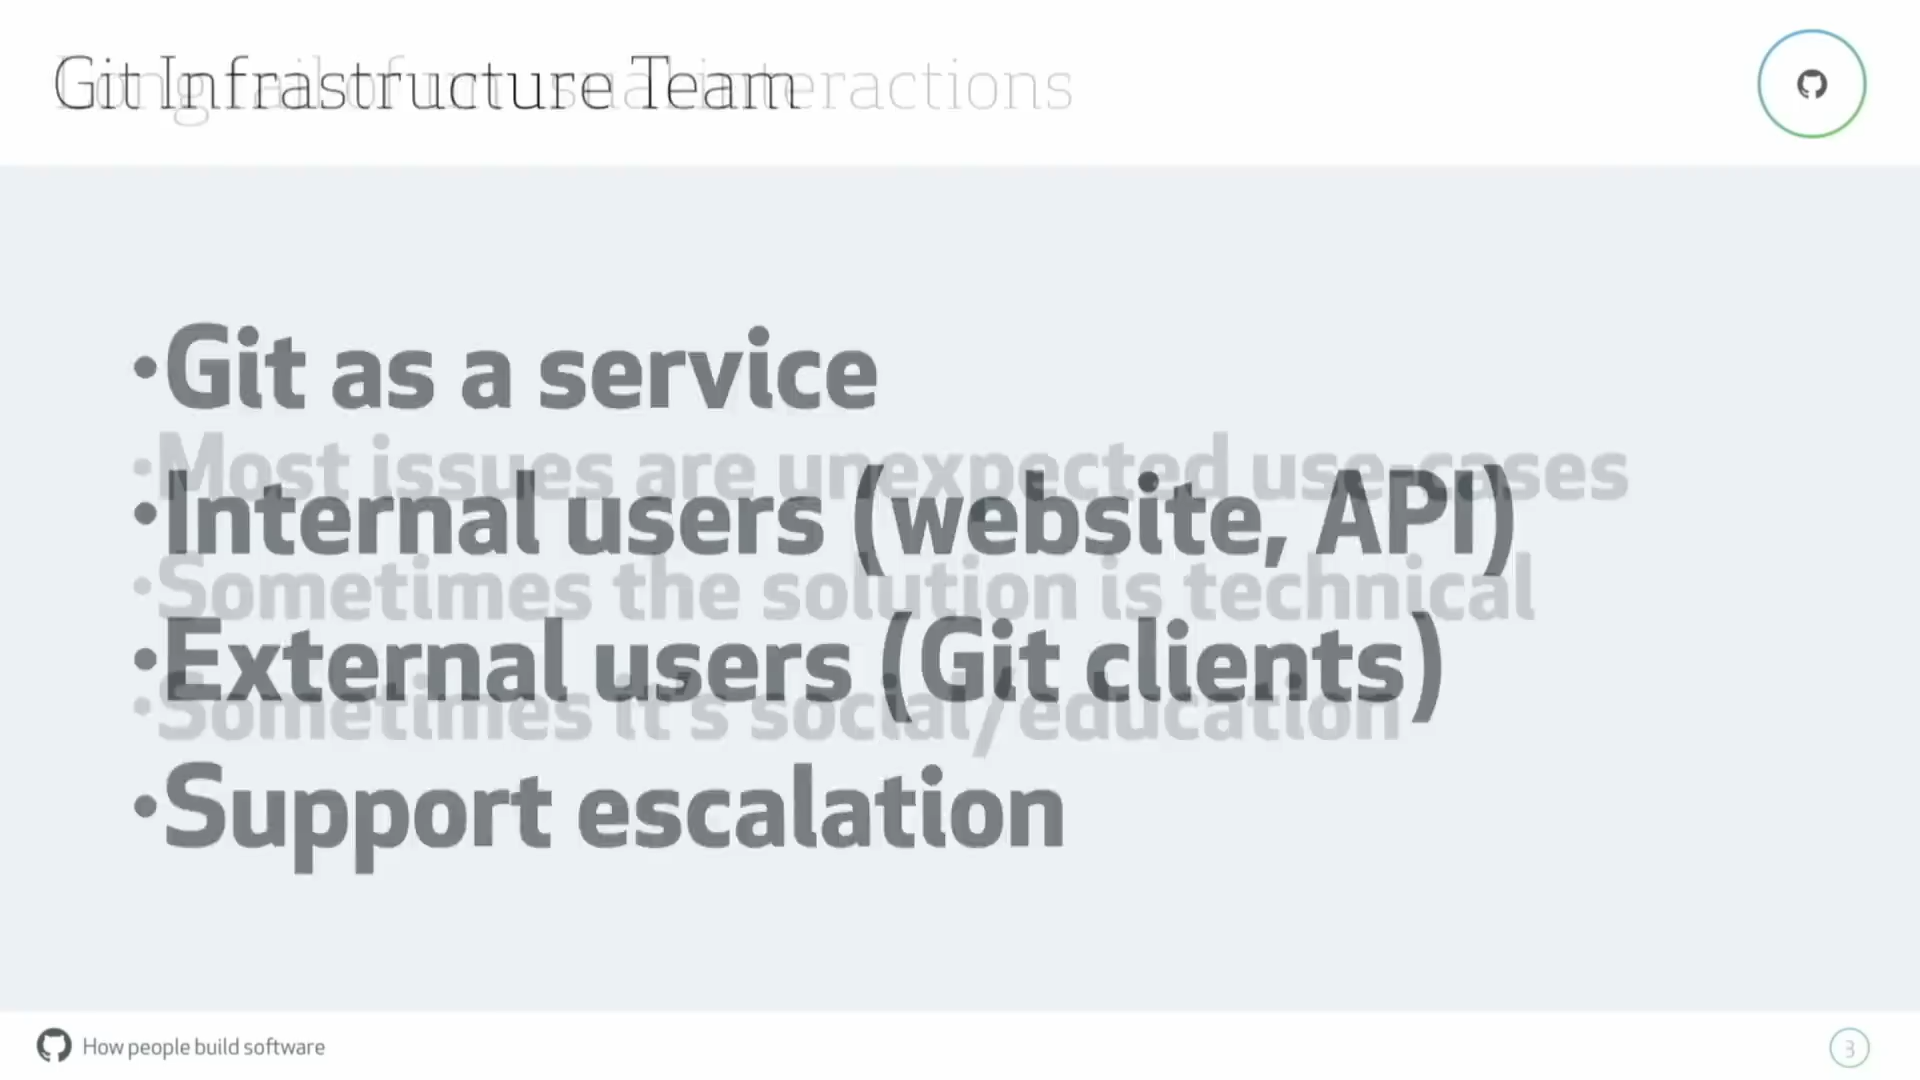 Git Infrastructure Team
interactions
•Git as a service
•Most issues are unexpected use-cases
•Internal users (website, API)
•Sometimes the solution is technical
•External users (Git clients)
•Sometimes it's social/education
•Support escalation
How people build software
3